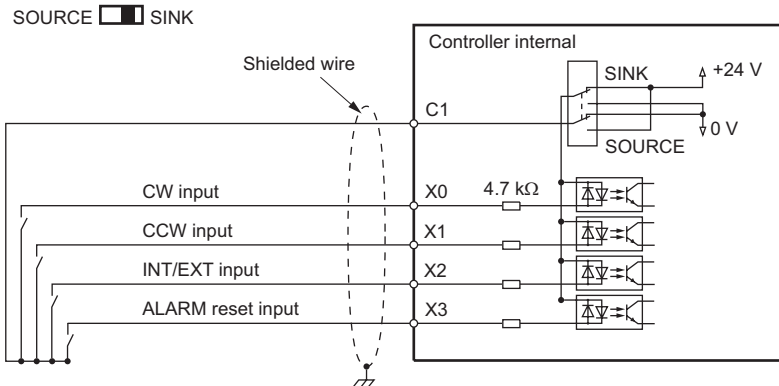 SOURCE SINK
Controller internal
Shielded wire
SINK
+24 V
C1
0 V
SOURCE
CW input
X0
4.7 kΩ
CCW input
X1
INT/EXT input
X2
ALARM reset input
X3